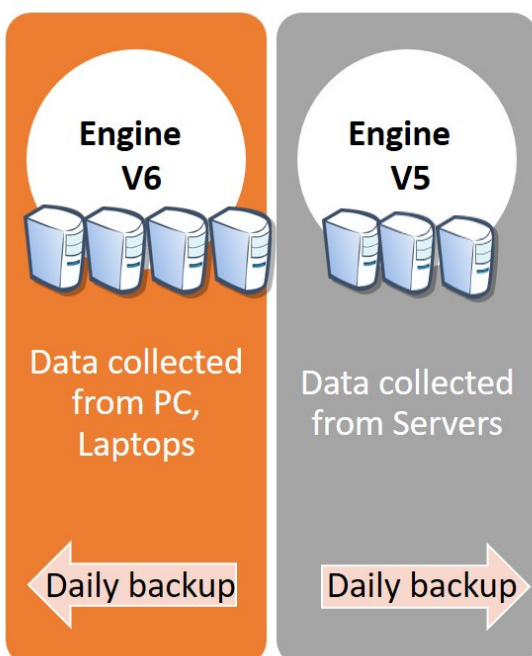 Engine
V6
Data collected
from PC,
Laptops
Daily backup
Engine
V5
Data collected
from Servers
Daily backup